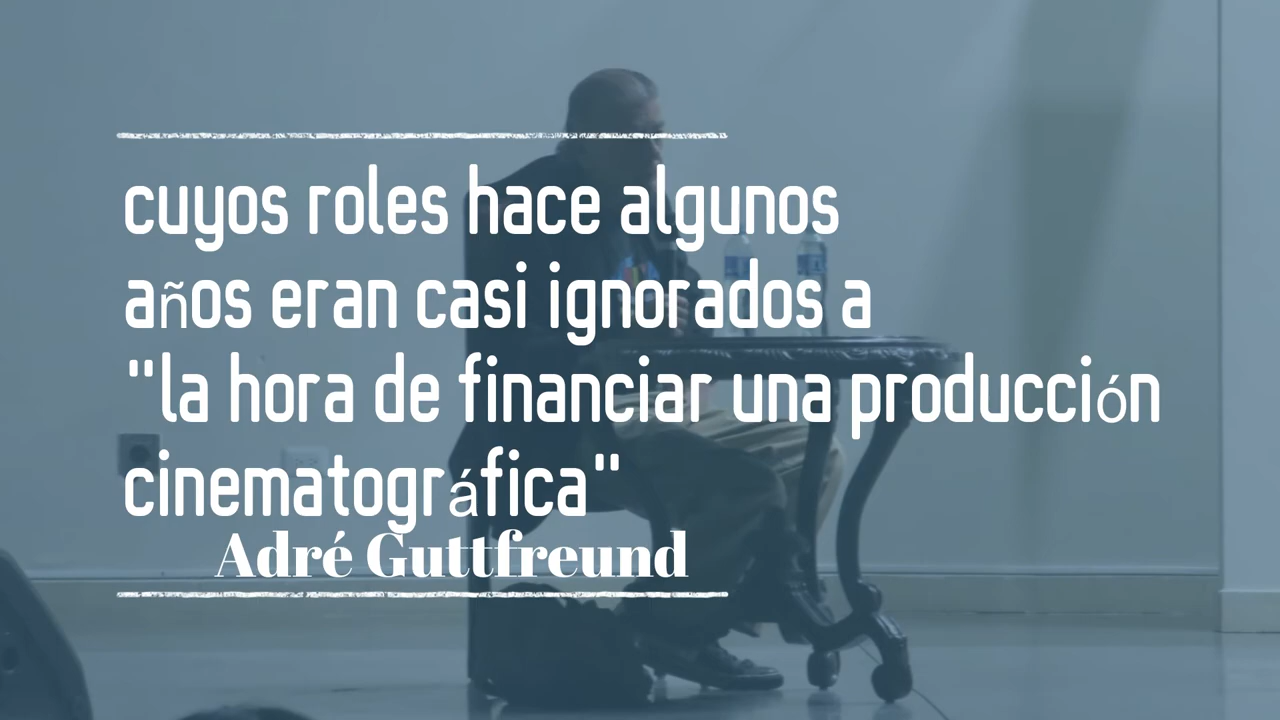 cuyos roles hace algunos
años eran casi ignorados a
"la hora de financiar una producción
cinematográfica"
Adré Guttfreund